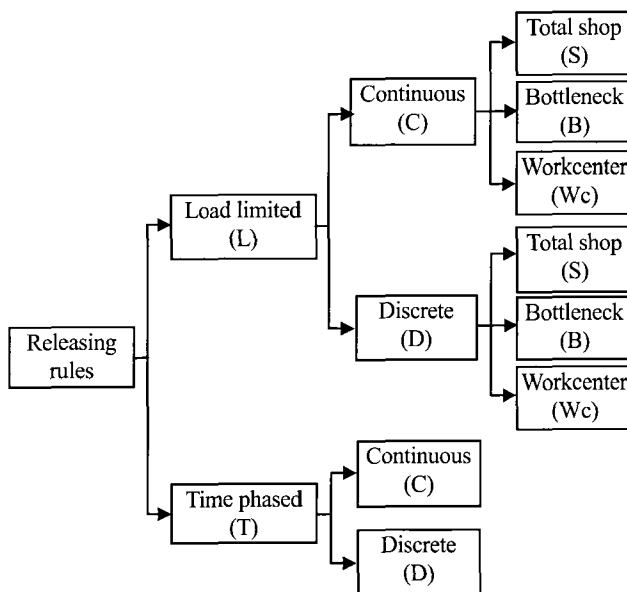 Total shop
(S)
Continuous
(C)
Bottleneck
(B)
Workcenter
(Wc)
Load limited
(L)
Total shop
(S)
Discrete
(D)
Bottleneck
(B)
Workcenter
(Wc)
Releasing
rules
Time phased
(T)
Continuous
(C)
Discrete
(D)